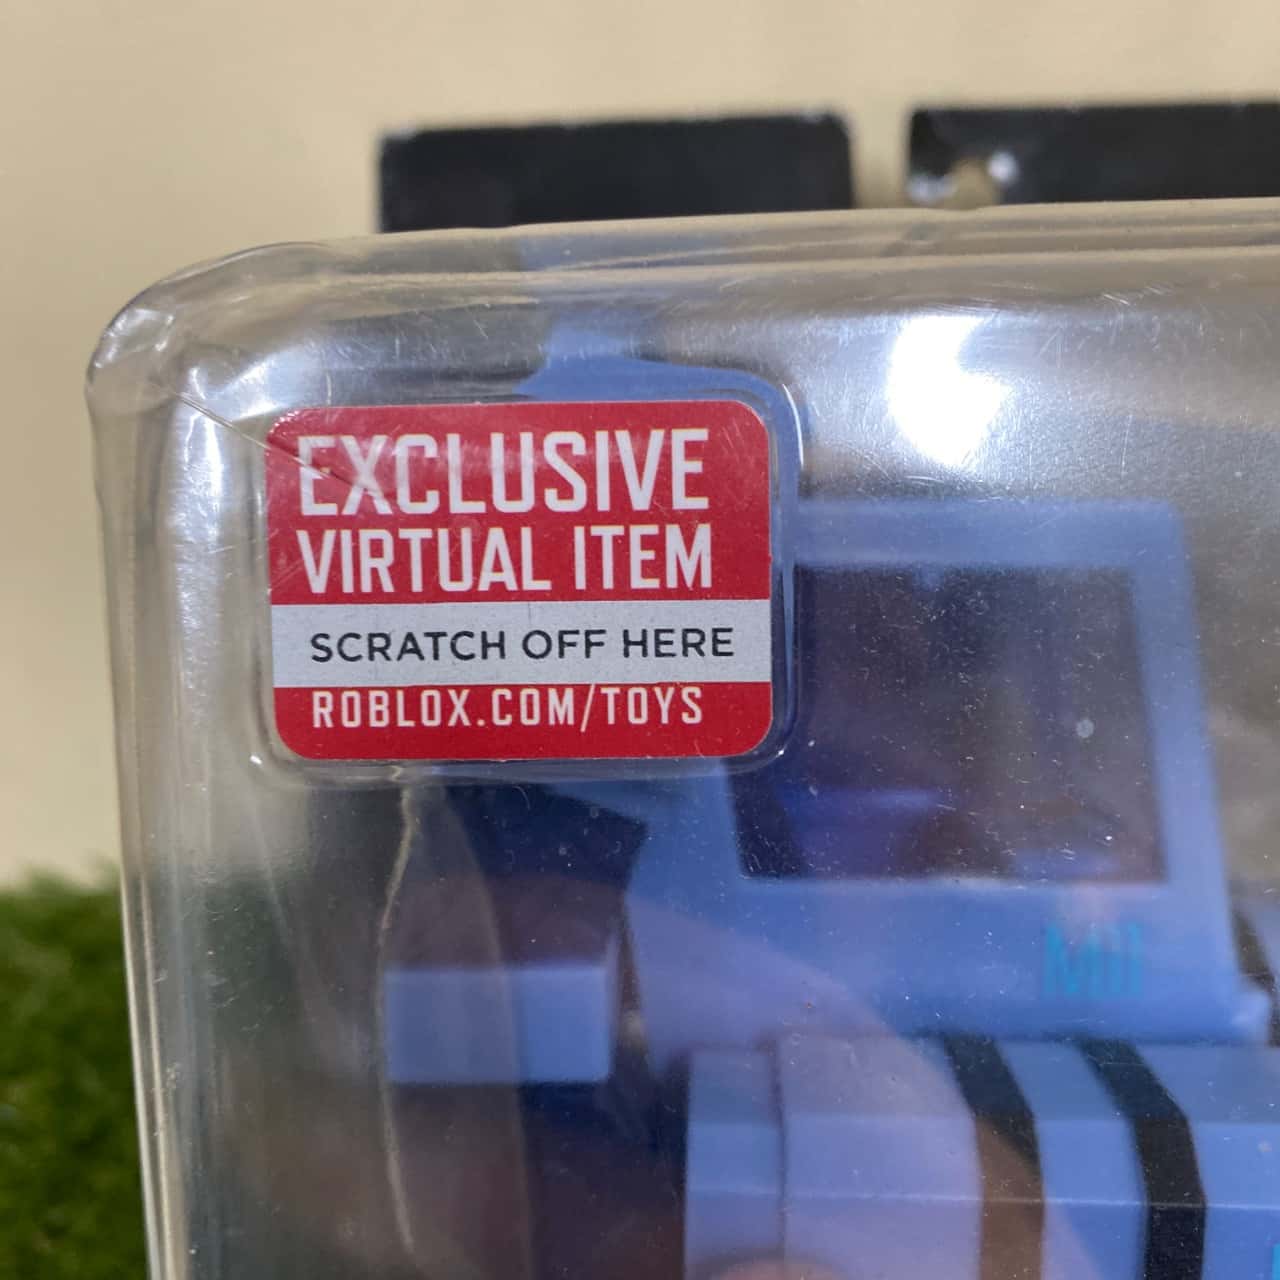 EXCLUSIVE
VIRTUAL ITEM
SCRATCH OFF HERE
ROBLOX.COM/TOYS